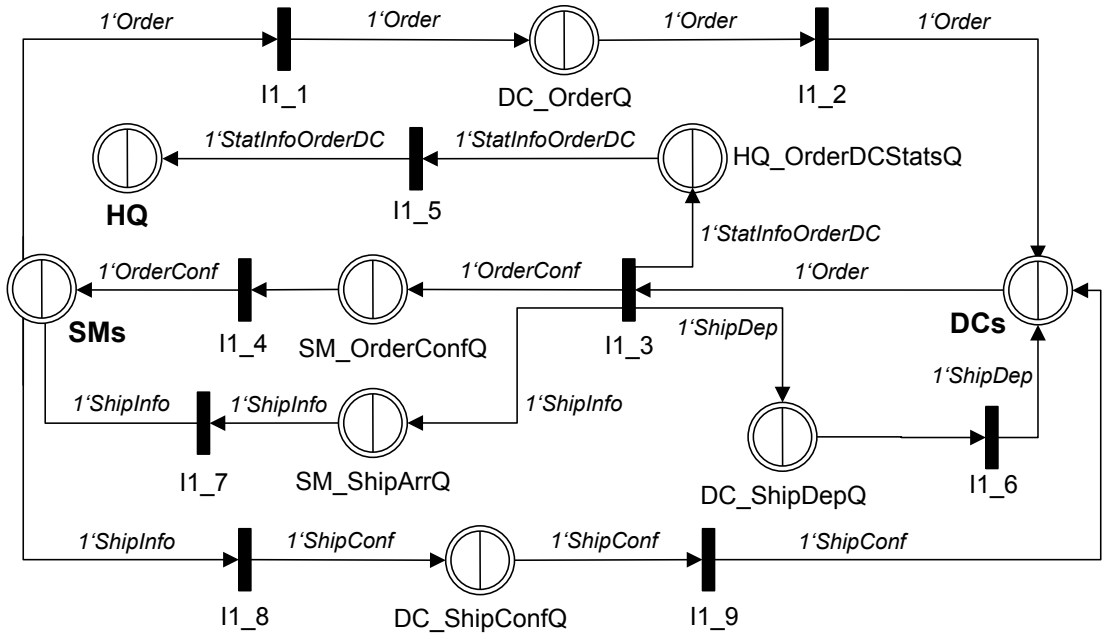 1‘Order
1‘Order
1‘Order
1‘Order
I1_1
DC_OrderQ
I1_2
1‘StatInfoOrderDC
1‘StatInfoOrderDC
HQ_OrderDCStatsQ
I1_5
HQ
1‘StatInfoOrderDC
1‘OrderConf
1‘OrderConf
1‘Order
SMs
I1_4
SM_OrderConfQ
I1_3
DCs
1‘ShipDep
1‘ShipDep
1‘ShipInfo
1‘ShipInfo
1‘ShipInfo
I1_7
SM_ShipArrQ
DC_ShipDepQ
I1_6
1‘ShipInfo
1‘ShipConf
1‘ShipConf
1‘ShipConf
I1_8
DC_ShipConfQ
I1_9